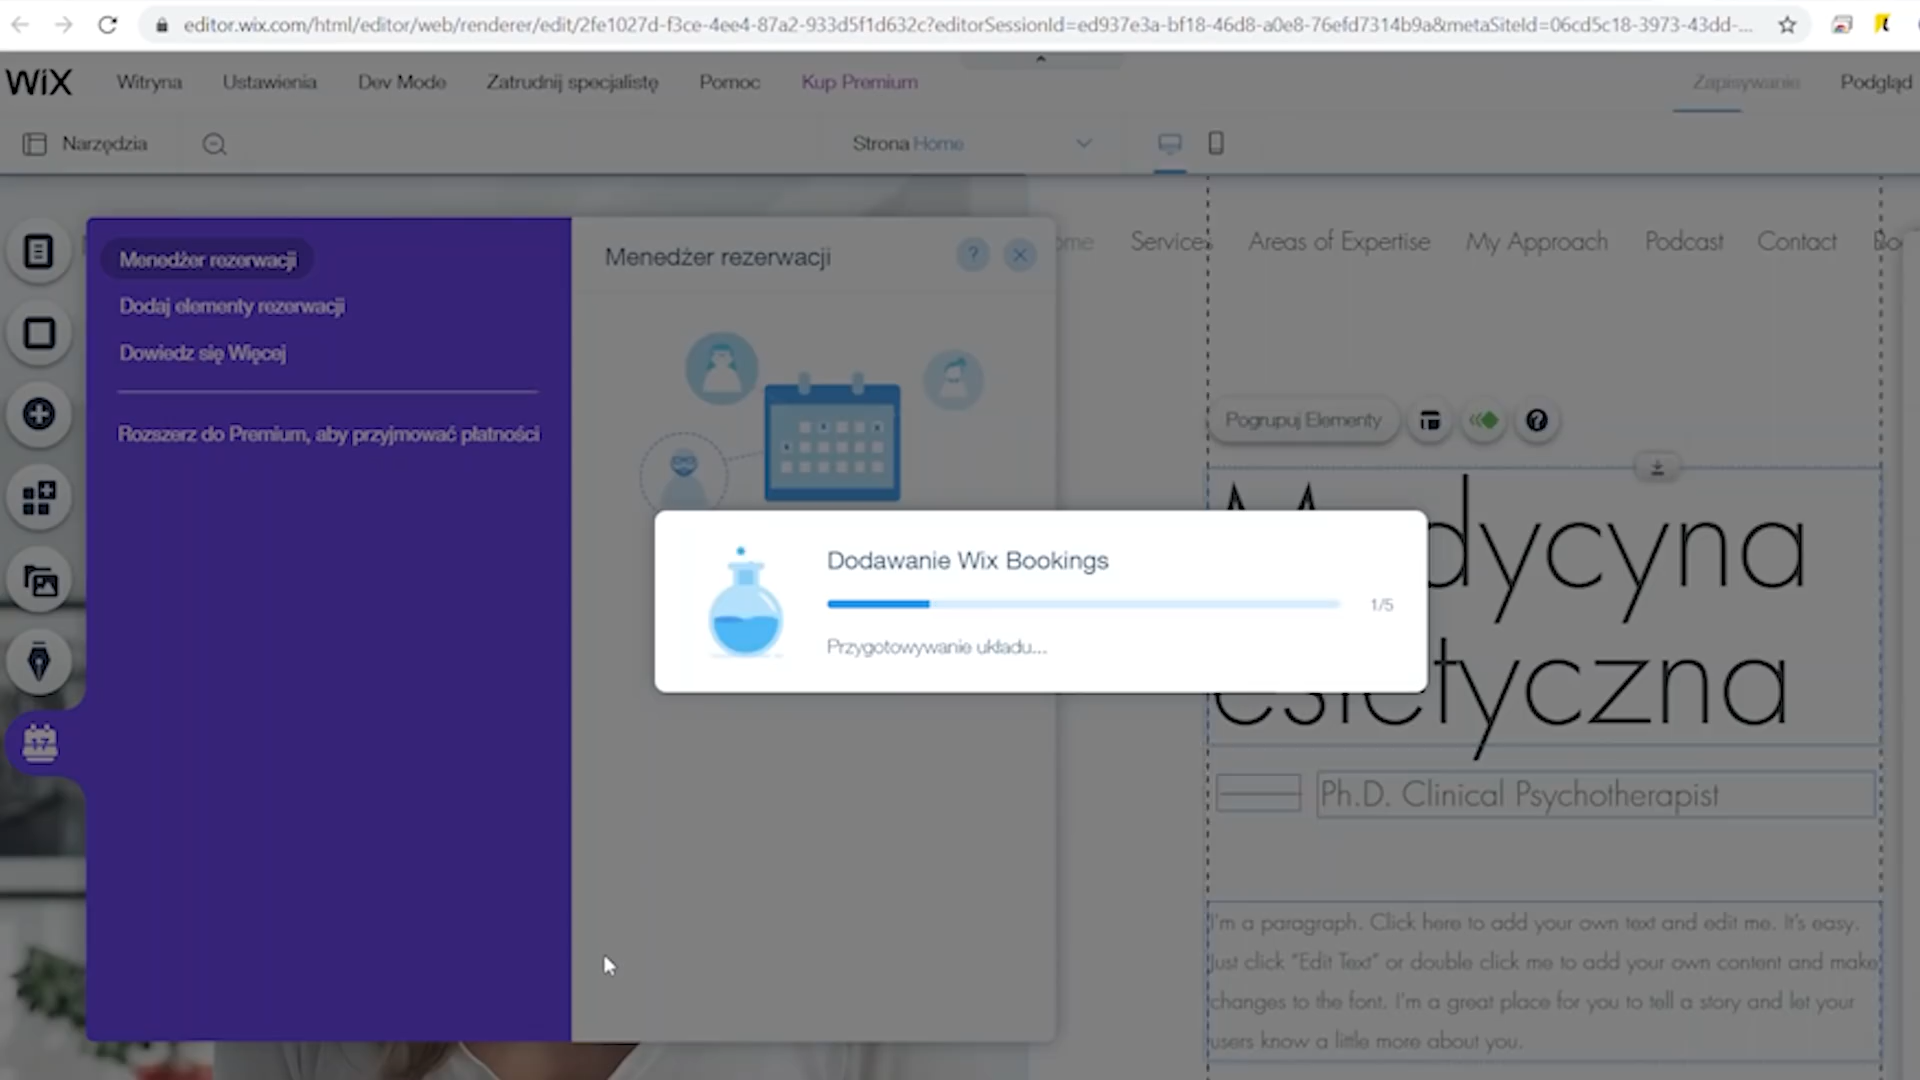 editor.wix.com/html/editor/web/renderer/edit/2fe1027d-f3ce-4ee4-87a2-933d5f1d632c?editorSessionId=ed937e3a-bf18-46d8-a0e8-76efd7314b9a&metaSiteId=06cd5c18-3973-43dd-...
WiX Witryna Ustawienia Dev Mode Zatrudnij specjalistę Pomoc Kup Premium Zapisywanie Podgląd
Narzędzia Strona Home
Menedżer rezerwacji
Dodaj elementy rezerwacji
Dowiedz się Więcej
Rozszerz do Premium, aby przyjmować płatności
17
Menedżer rezerwacji ?
Services Areas of Expertise My Approach Podcast Contact
Pogrupuj Elementy ?
Dodawanie Wix Bookings
1/5
Przygotowywanie układu...
Medycyna
estetyczna
Ph.D. Clinical Psychotherapist
I'm a paragraph. Click here to add your own text and edit me. It's easy.
Just click "Edit Text" or double click me to add your own content and make
changes to the font. I'm a great place for you to tell a story and let your
users know a little more about you.